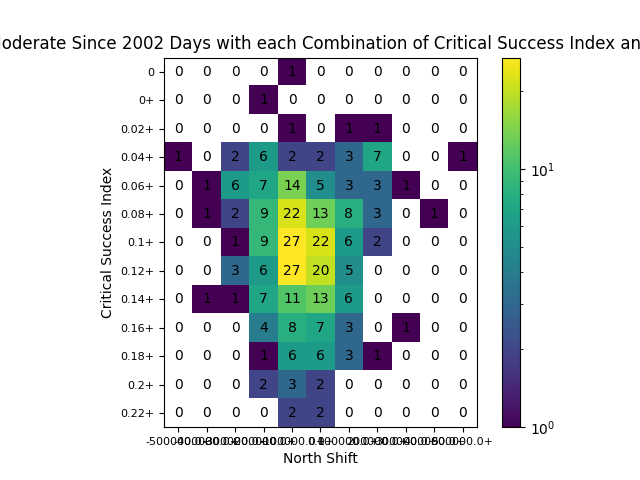 oderate Since 2002 Days with each Combination of Critical Success Index an
0 0 0 0 0 1 0 0 0 0 0 0
0+ 0 0 0 1 0 0 0 0 0 0 0
0.02+ 0 0 0 0 1 0 1 1 0 0 0
0.04+ 1 0 2 6 2 2 3 7 0 0 1
0.06+ 0 1 6 7 14 5 3 3 1 0 0
0.08+ 0 1 2 9 22 13 8 3 0 1 0
0.1+ 0 0 1 9 27 22 6 2 0 0 0
0.12+ 0 0 3 6 27 20 5 0 0 0 0
0.14+ 0 1 1 7 11 13 6 0 0 0 0
0.16+ 0 0 0 4 8 7 3 0 1 0 0
0.18+ 0 0 0 1 6 6 3 1 0 0 0
0.2+ 0 0 0 2 3 2 0 0 0 0 0
0.22+ 0 0 0 0 2 2 0 0 0 0 0
Critical Success Index
North Shift
10^1
10^0